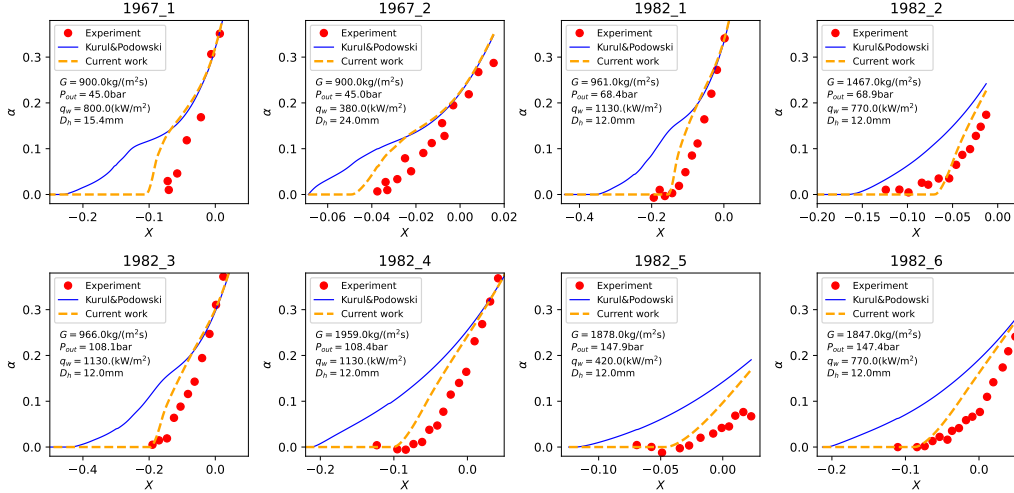 1967_1
Experiment
Kurul&Podowski
Current work
G = 900.0kg/(m²s)
P_out = 45.0bar
q_w = 800.0(kW/m²)
D_h = 15.4mm
α
0.3
0.2
0.1
0.0
−0.2
−0.1
0.0
X
1967_2
Experiment
Kurul&Podowski
Current work
G = 900.0kg/(m²s)
P_out = 45.0bar
q_w = 380.0(kW/m²)
D_h = 24.0mm
α
0.3
0.2
0.1
0.0
−0.06
−0.04
−0.02
0.00
0.02
X
1982_1
Experiment
Kurul&Podowski
Current work
G = 961.0kg/(m²s)
P_out = 68.4bar
q_w = 1130.(kW/m²)
D_h = 12.0mm
α
0.3
0.2
0.1
0.0
−0.4
−0.2
0.0
X
1982_2
Experiment
Kurul&Podowski
Current work
G = 1467.0kg/(m²s)
P_out = 68.9bar
q_w = 770.0(kW/m²)
D_h = 12.0mm
α
0.3
0.2
0.1
0.0
−0.20
−0.15
−0.10
−0.05
0.00
X
1982_3
Experiment
Kurul&Podowski
Current work
G = 966.0kg/(m²s)
P_out = 108.1bar
q_w = 1130.(kW/m²)
D_h = 12.0mm
α
0.3
0.2
0.1
0.0
−0.4
−0.2
0.0
X
1982_4
Experiment
Kurul&Podowski
Current work
G = 1959.0kg/(m²s)
P_out = 108.4bar
q_w = 1130.(kW/m²)
D_h = 12.0mm
α
0.3
0.2
0.1
0.0
−0.2
−0.1
0.0
X
1982_5
Experiment
Kurul&Podowski
Current work
G = 1878.0kg/(m²s)
P_out = 147.9bar
q_w = 420.0(kW/m²)
D_h = 12.0mm
α
0.3
0.2
0.1
0.0
−0.10
−0.05
0.00
X
1982_6
Experiment
Kurul&Podowski
Current work
G = 1847.0kg/(m²s)
P_out = 147.4bar
q_w = 770.0(kW/m²)
D_h = 12.0mm
α
0.3
0.2
0.1
0.0
−0.2
−0.1
0.0
X